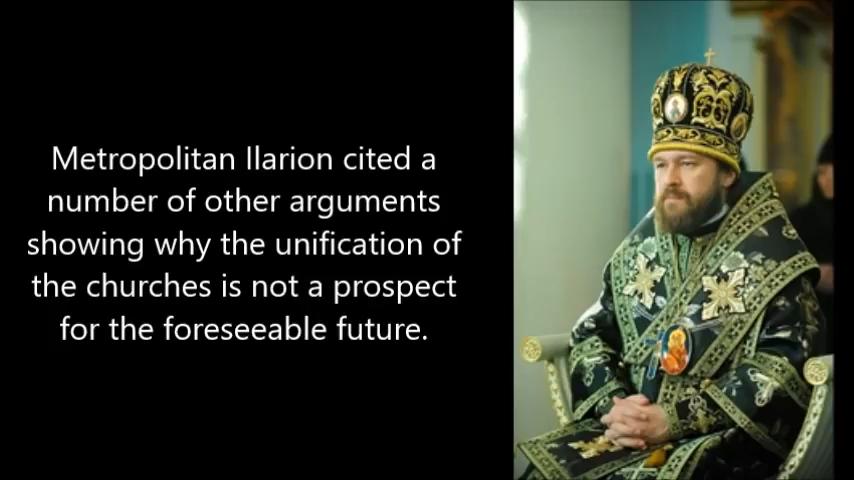 Metropolitan Ilarion cited a
number of other arguments
showing why the unification of
the churches is not a prospect
for the foreseeable future.